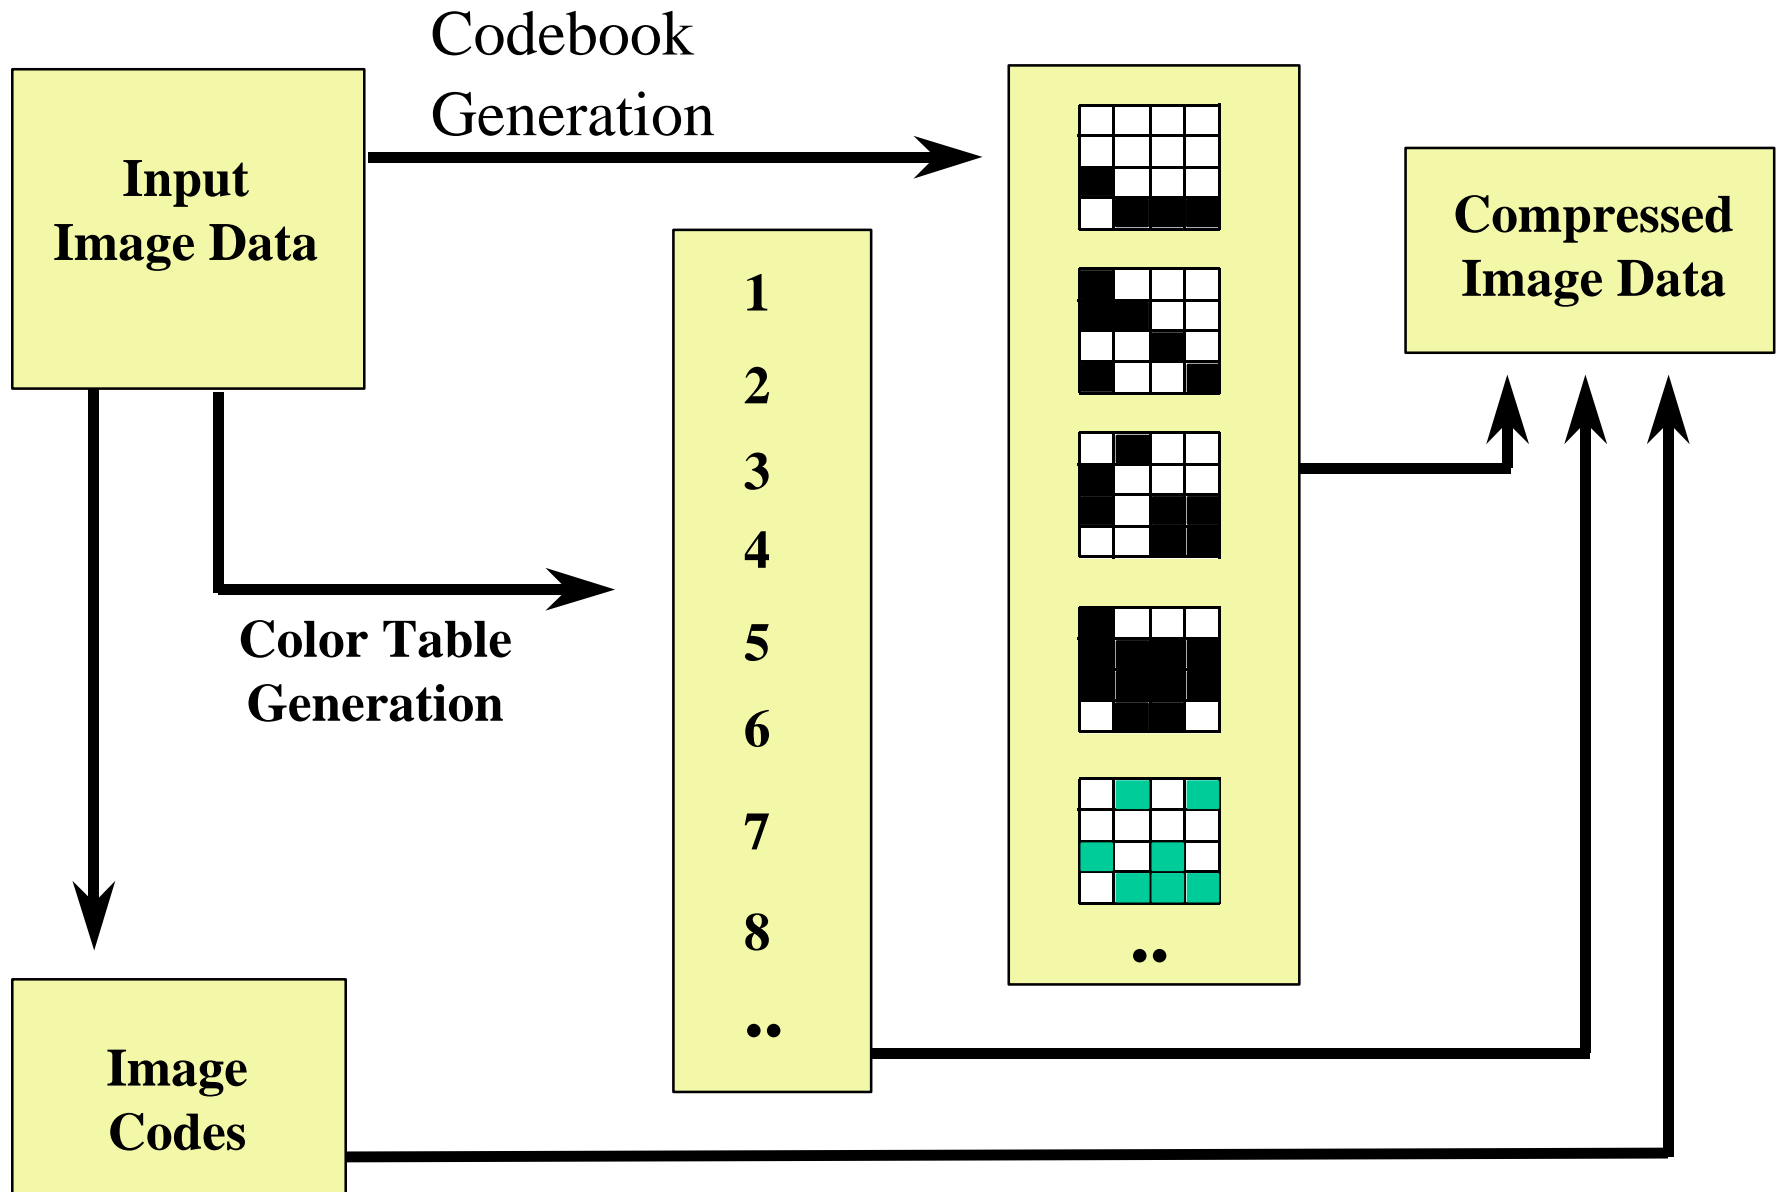 Codebook
Generation
Input
Image Data
Compressed
Image Data
1
2
3
4
5
6
7
8
..
Color Table
Generation
..
Image
Codes